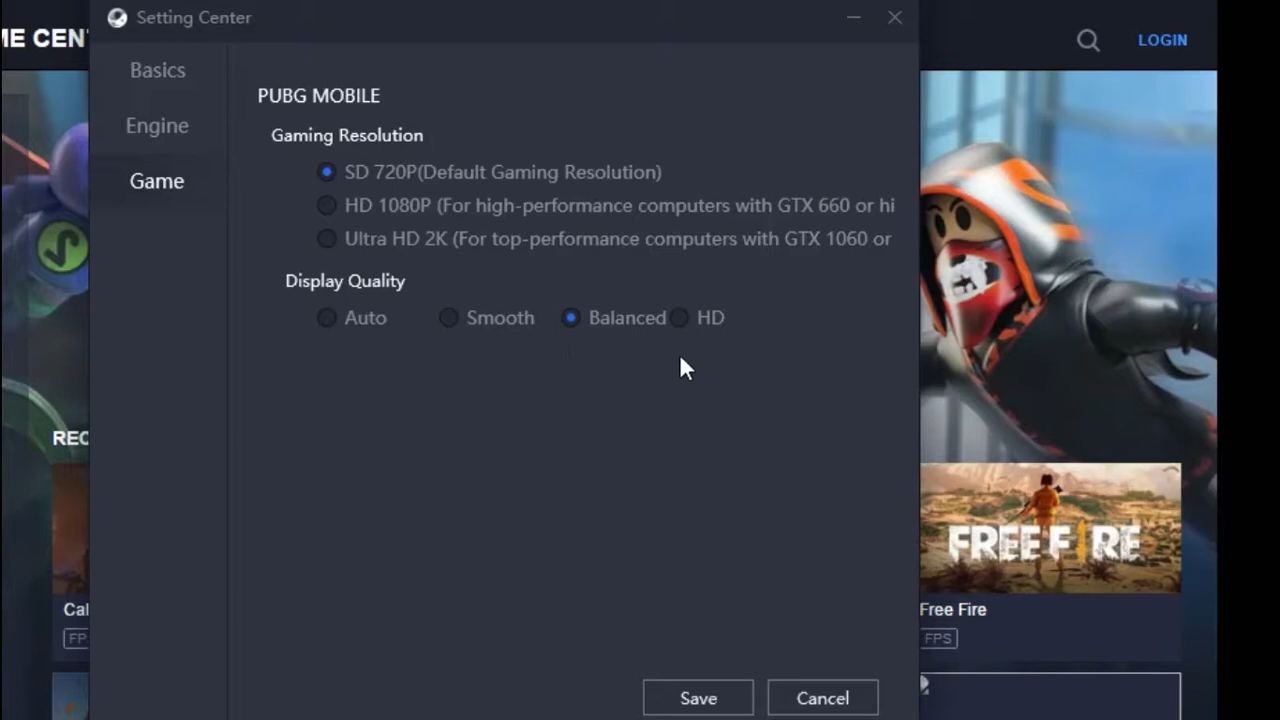 Setting Center
ME CEN
LOGIN
Basics
Engine
Game
PUBG MOBILE
Gaming Resolution
SD 720P(Default Gaming Resolution)
HD 1080P (For high-performance computers with GTX 660 or hi
Ultra HD 2K (For top-performance computers with GTX 1060 or
Display Quality
Auto Smooth Balanced HD
REC
FREE FIRE
Cal
Free Fire
FP
FPS
Save Cancel